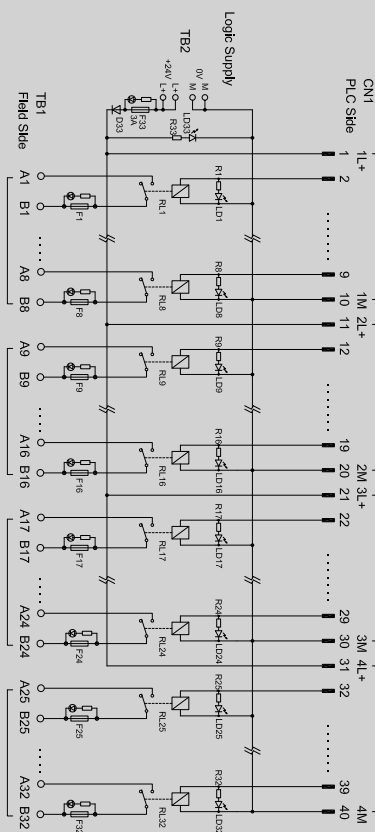 CN1
PLC Side
1L+ 1M 2L+ 2M 3L+ 3M 4L+ 4M
1 2 9 10 11 12 19 20 21 22 29 30 31 32 39 40
Logic Supply
TB2
0V M
M
L+
+24V L+
LD33
R33
F33
3A
D33
R1 LD1 R8 LD8 R9 LD9 R16 LD16 R17 LD17 R24 LD24 R25 LD25 R32 LD32
RL1 RL8 RL9 RL16 RL17 RL24 RL25 RL32
F1 F8 F9 F16 F17 F24 F25 F32
A1 B1 A8 B8 A9 B9 A16 B16 A17 B17 A24 B24 A25 B25 A32 B32
TB1
Field Side